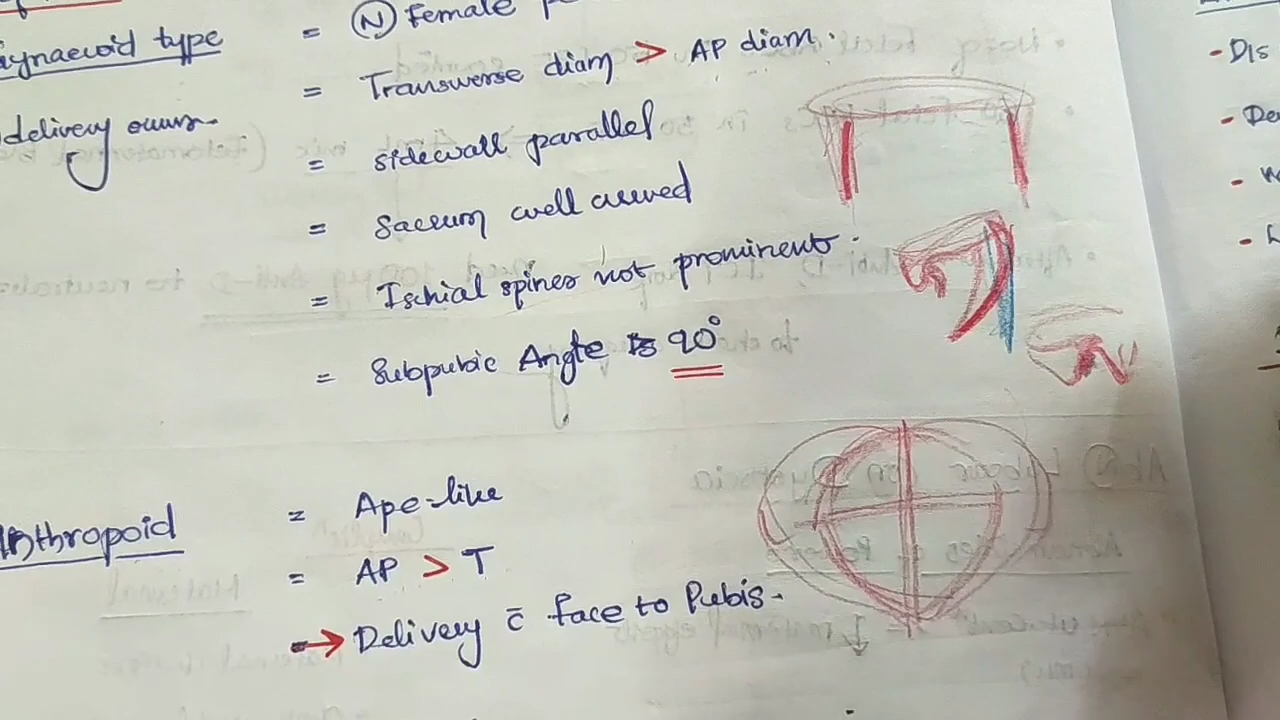 = Ⓝ Female
Gynaecoid type
= Transverse diam > AP diam.
delivery occurs
= sidewall parallel
= Sacrum well curved
= Ischial spines not prominent.
= Subpubic Angle is 90°
Anthropoid = Ape-like
= AP > T
→ Delivery c̄ face to Pubis.
- Dis
- De